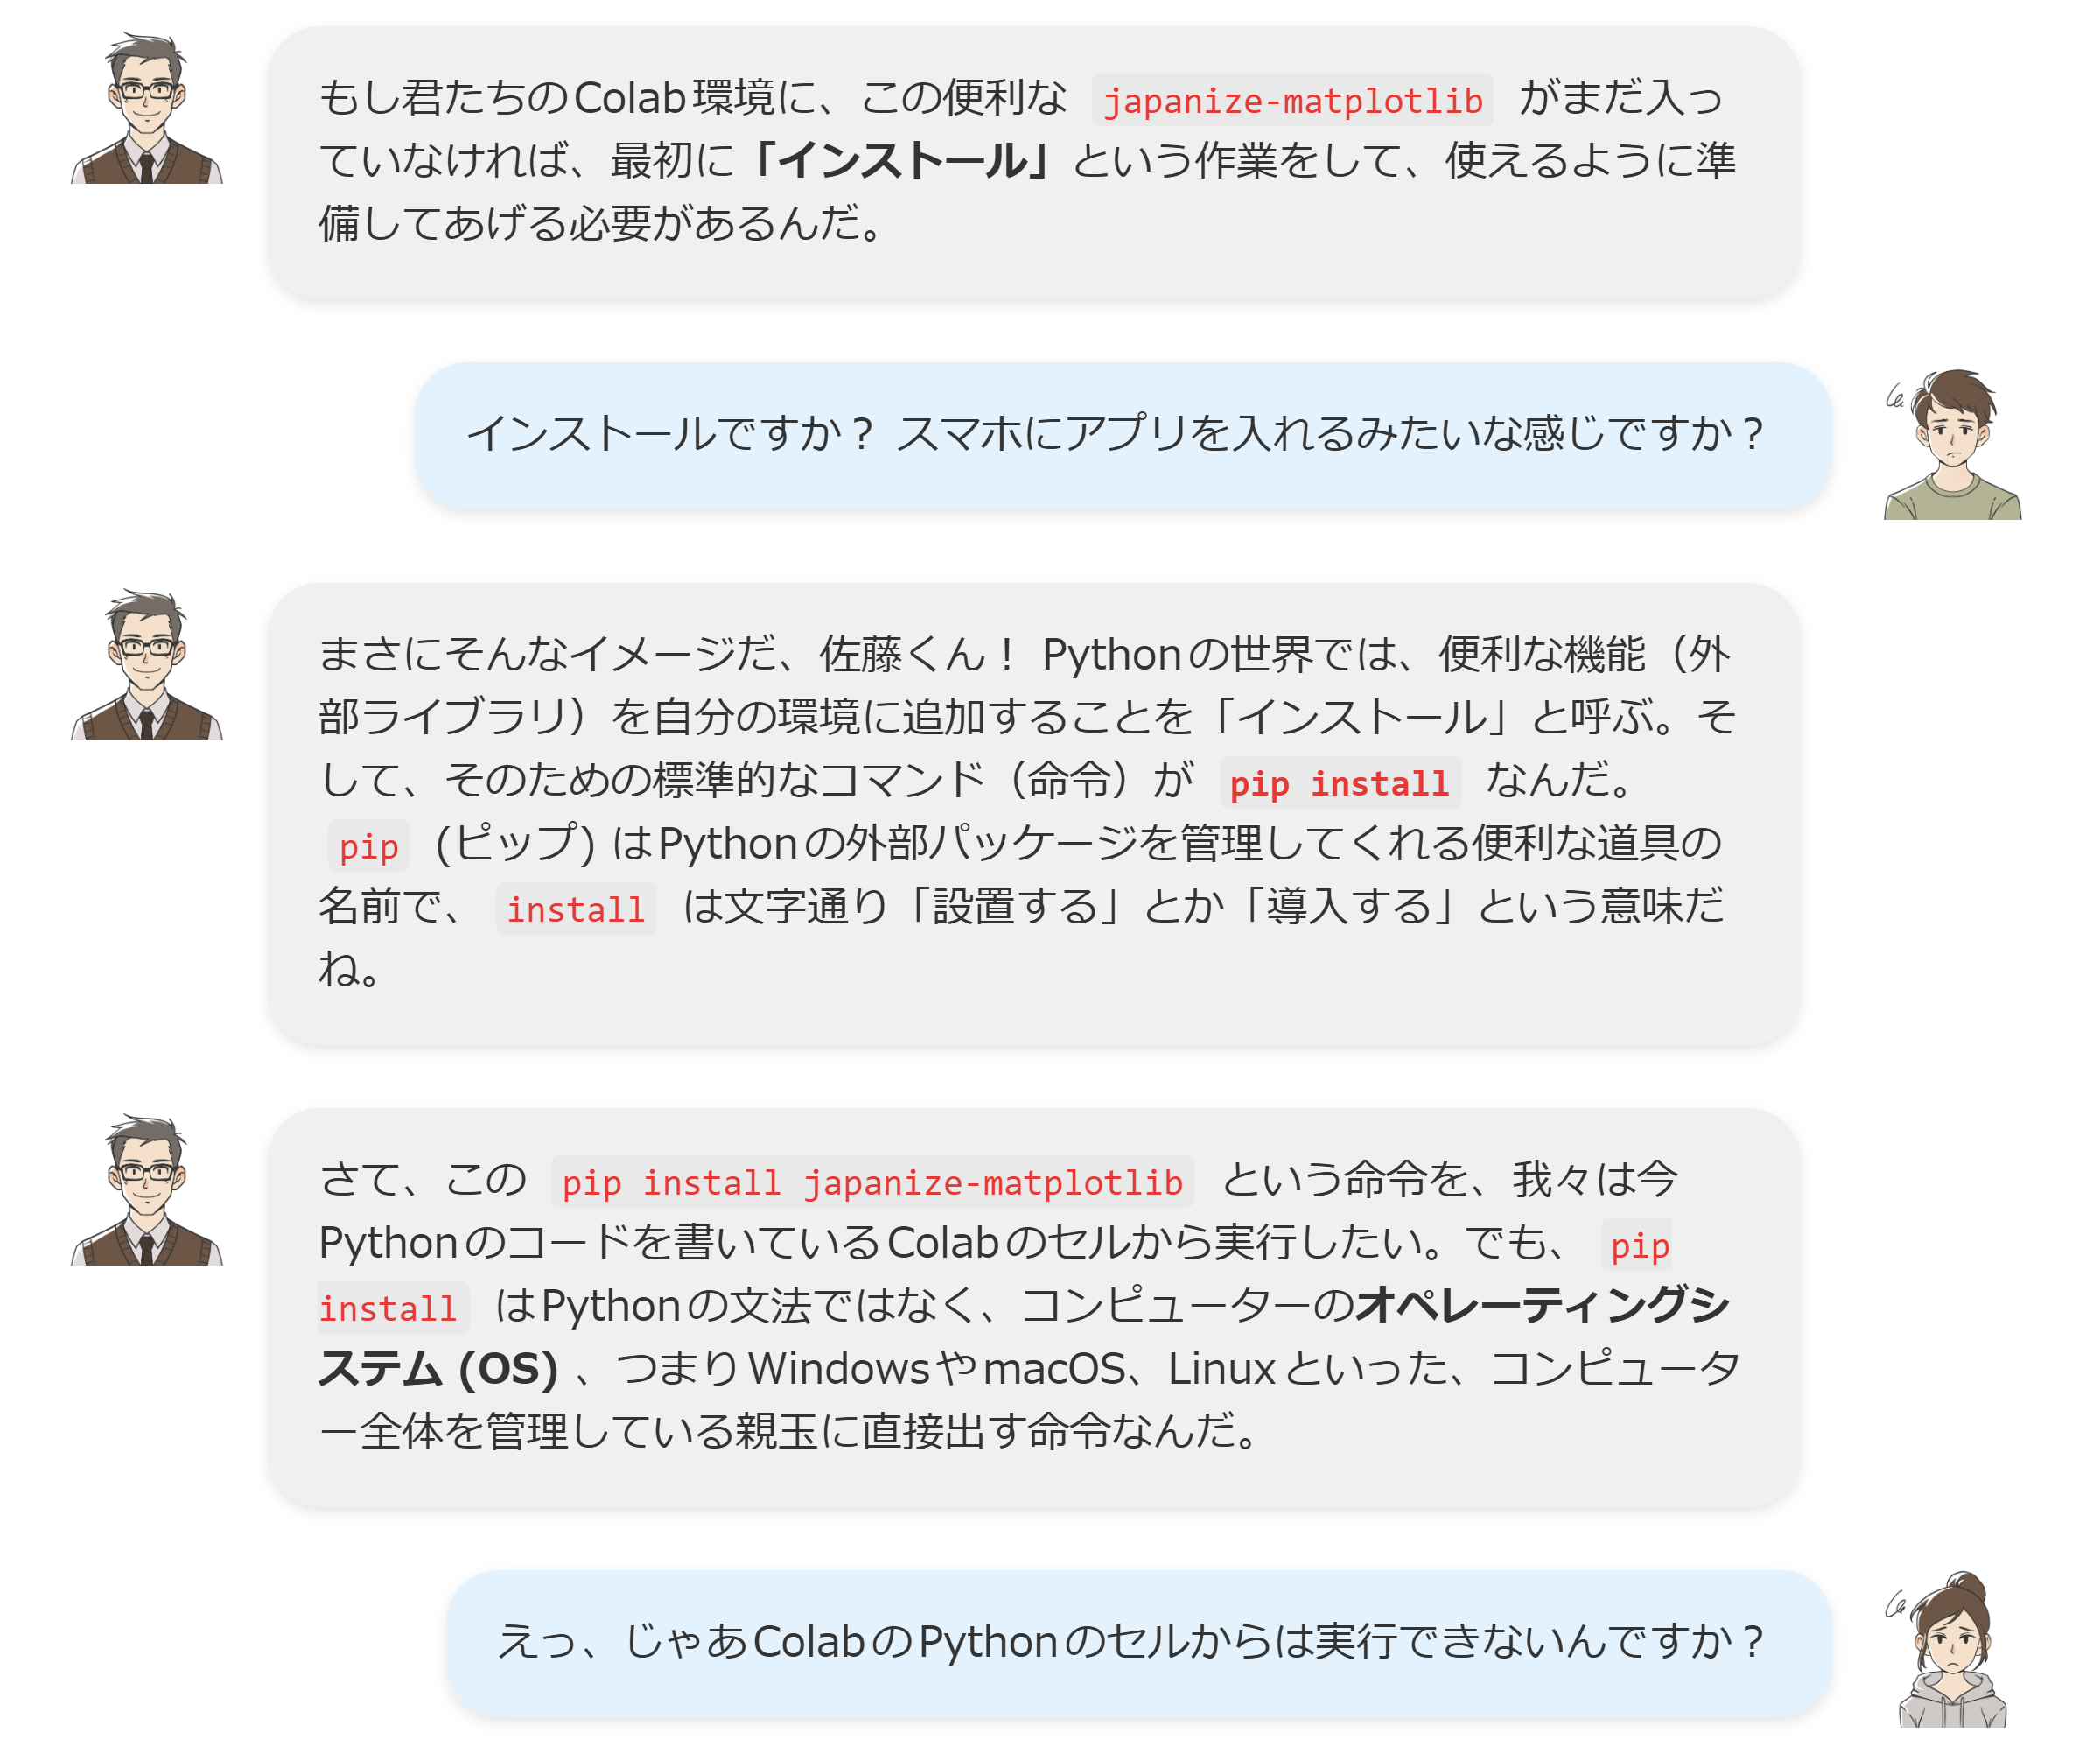 もし君たちのColab環境に、この便利な japanize-matplotlib がまだ入っ
ていなければ、最初に「インストール」という作業をして、使えるように準
備してあげる必要があるんだ。
インストールですか？ スマホにアプリを入れるみたいな感じですか？
まさにそんなイメージだ、佐藤くん！ Pythonの世界では、便利な機能（外
部ライブラリ）を自分の環境に追加することを「インストール」と呼ぶ。そ
して、そのための標準的なコマンド（命令）が pip install なんだ。
pip (ピップ) はPythonの外部パッケージを管理してくれる便利な道具の
名前で、 install は文字通り「設置する」とか「導入する」という意味だ
ね。
さて、この pip install japanize-matplotlib という命令を、我々は今
Pythonのコードを書いているColabのセルから実行したい。でも、 pip
install はPythonの文法ではなく、コンピューターのオペレーティングシ
ステム (OS) 、つまりWindowsやmacOS、Linuxといった、コンピュータ
ー全体を管理している親玉に直接出す命令なんだ。
えっ、じゃあColabのPythonのセルからは実行できないんですか？